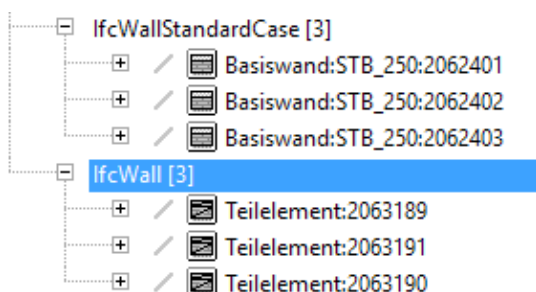 IfcWallStandardCase [3]
Basiswand:STB_250:2062401
Basiswand:STB_250:2062402
Basiswand:STB_250:2062403
IfcWall [3]
Teilelement:2063189
Teilelement:2063191
Teilelement:2063190